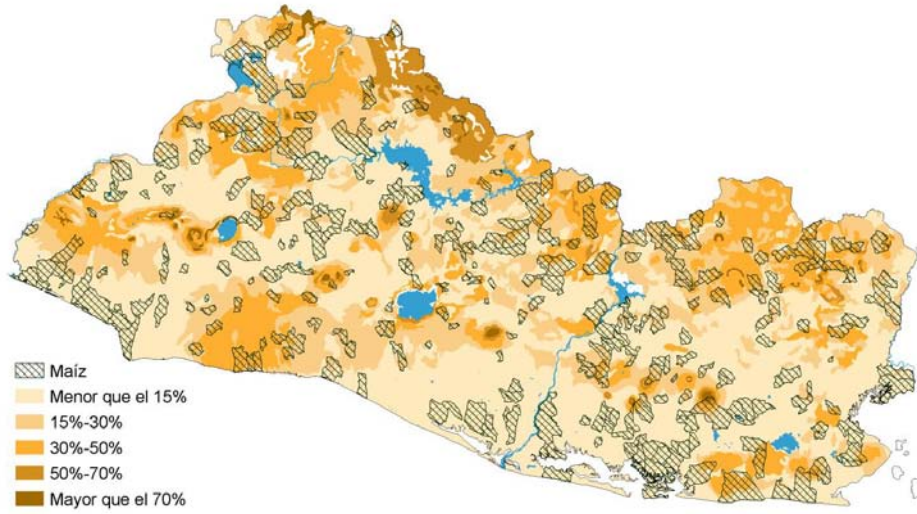 Maíz
Menor que el 15%
15%-30%
30%-50%
50%-70%
Mayor que el 70%